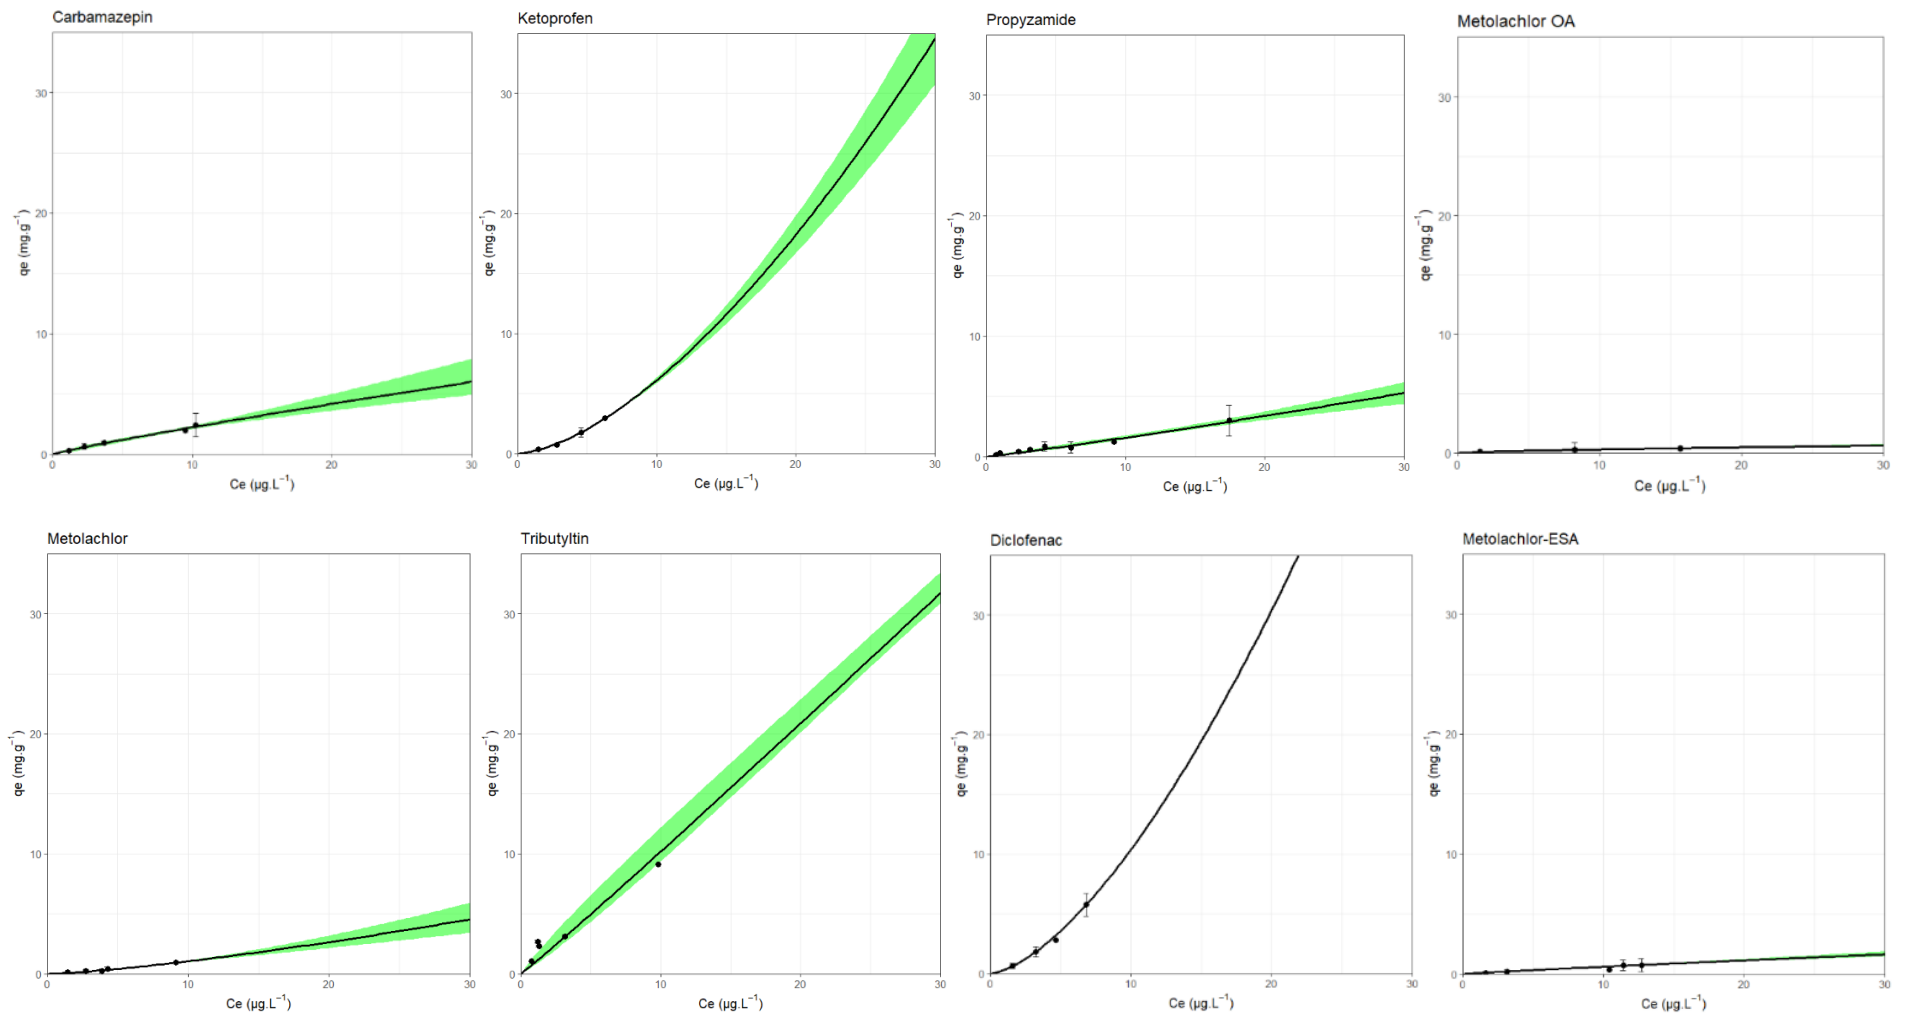 Carbamazepin
30
20
10
0
qe (mg.g⁻¹)
0 10 20 30
Ce (µg.L⁻¹)
Ketoprofen
30
20
10
0
qe (mg.g⁻¹)
0 10 20 30
Ce (µg.L⁻¹)
Propyzamide
30
20
10
0
qe (mg.g⁻¹)
0 10 20 30
Ce (µg.L⁻¹)
Metolachlor OA
30
20
10
0
qe (mg.g⁻¹)
0 10 20 30
Ce (µg.L⁻¹)
Metolachlor
30
20
10
0
qe (mg.g⁻¹)
0 10 20 30
Ce (µg.L⁻¹)
Tributyltin
30
20
10
0
qe (mg.g⁻¹)
0 10 20 30
Ce (µg.L⁻¹)
Diclofenac
30
20
10
0
qe (mg.g⁻¹)
0 10 20 30
Ce (µg.L⁻¹)
Metolachlor-ESA
30
20
10
0
qe (mg.g⁻¹)
0 10 20 30
Ce (µg.L⁻¹)